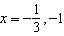 x = -1/3, -1